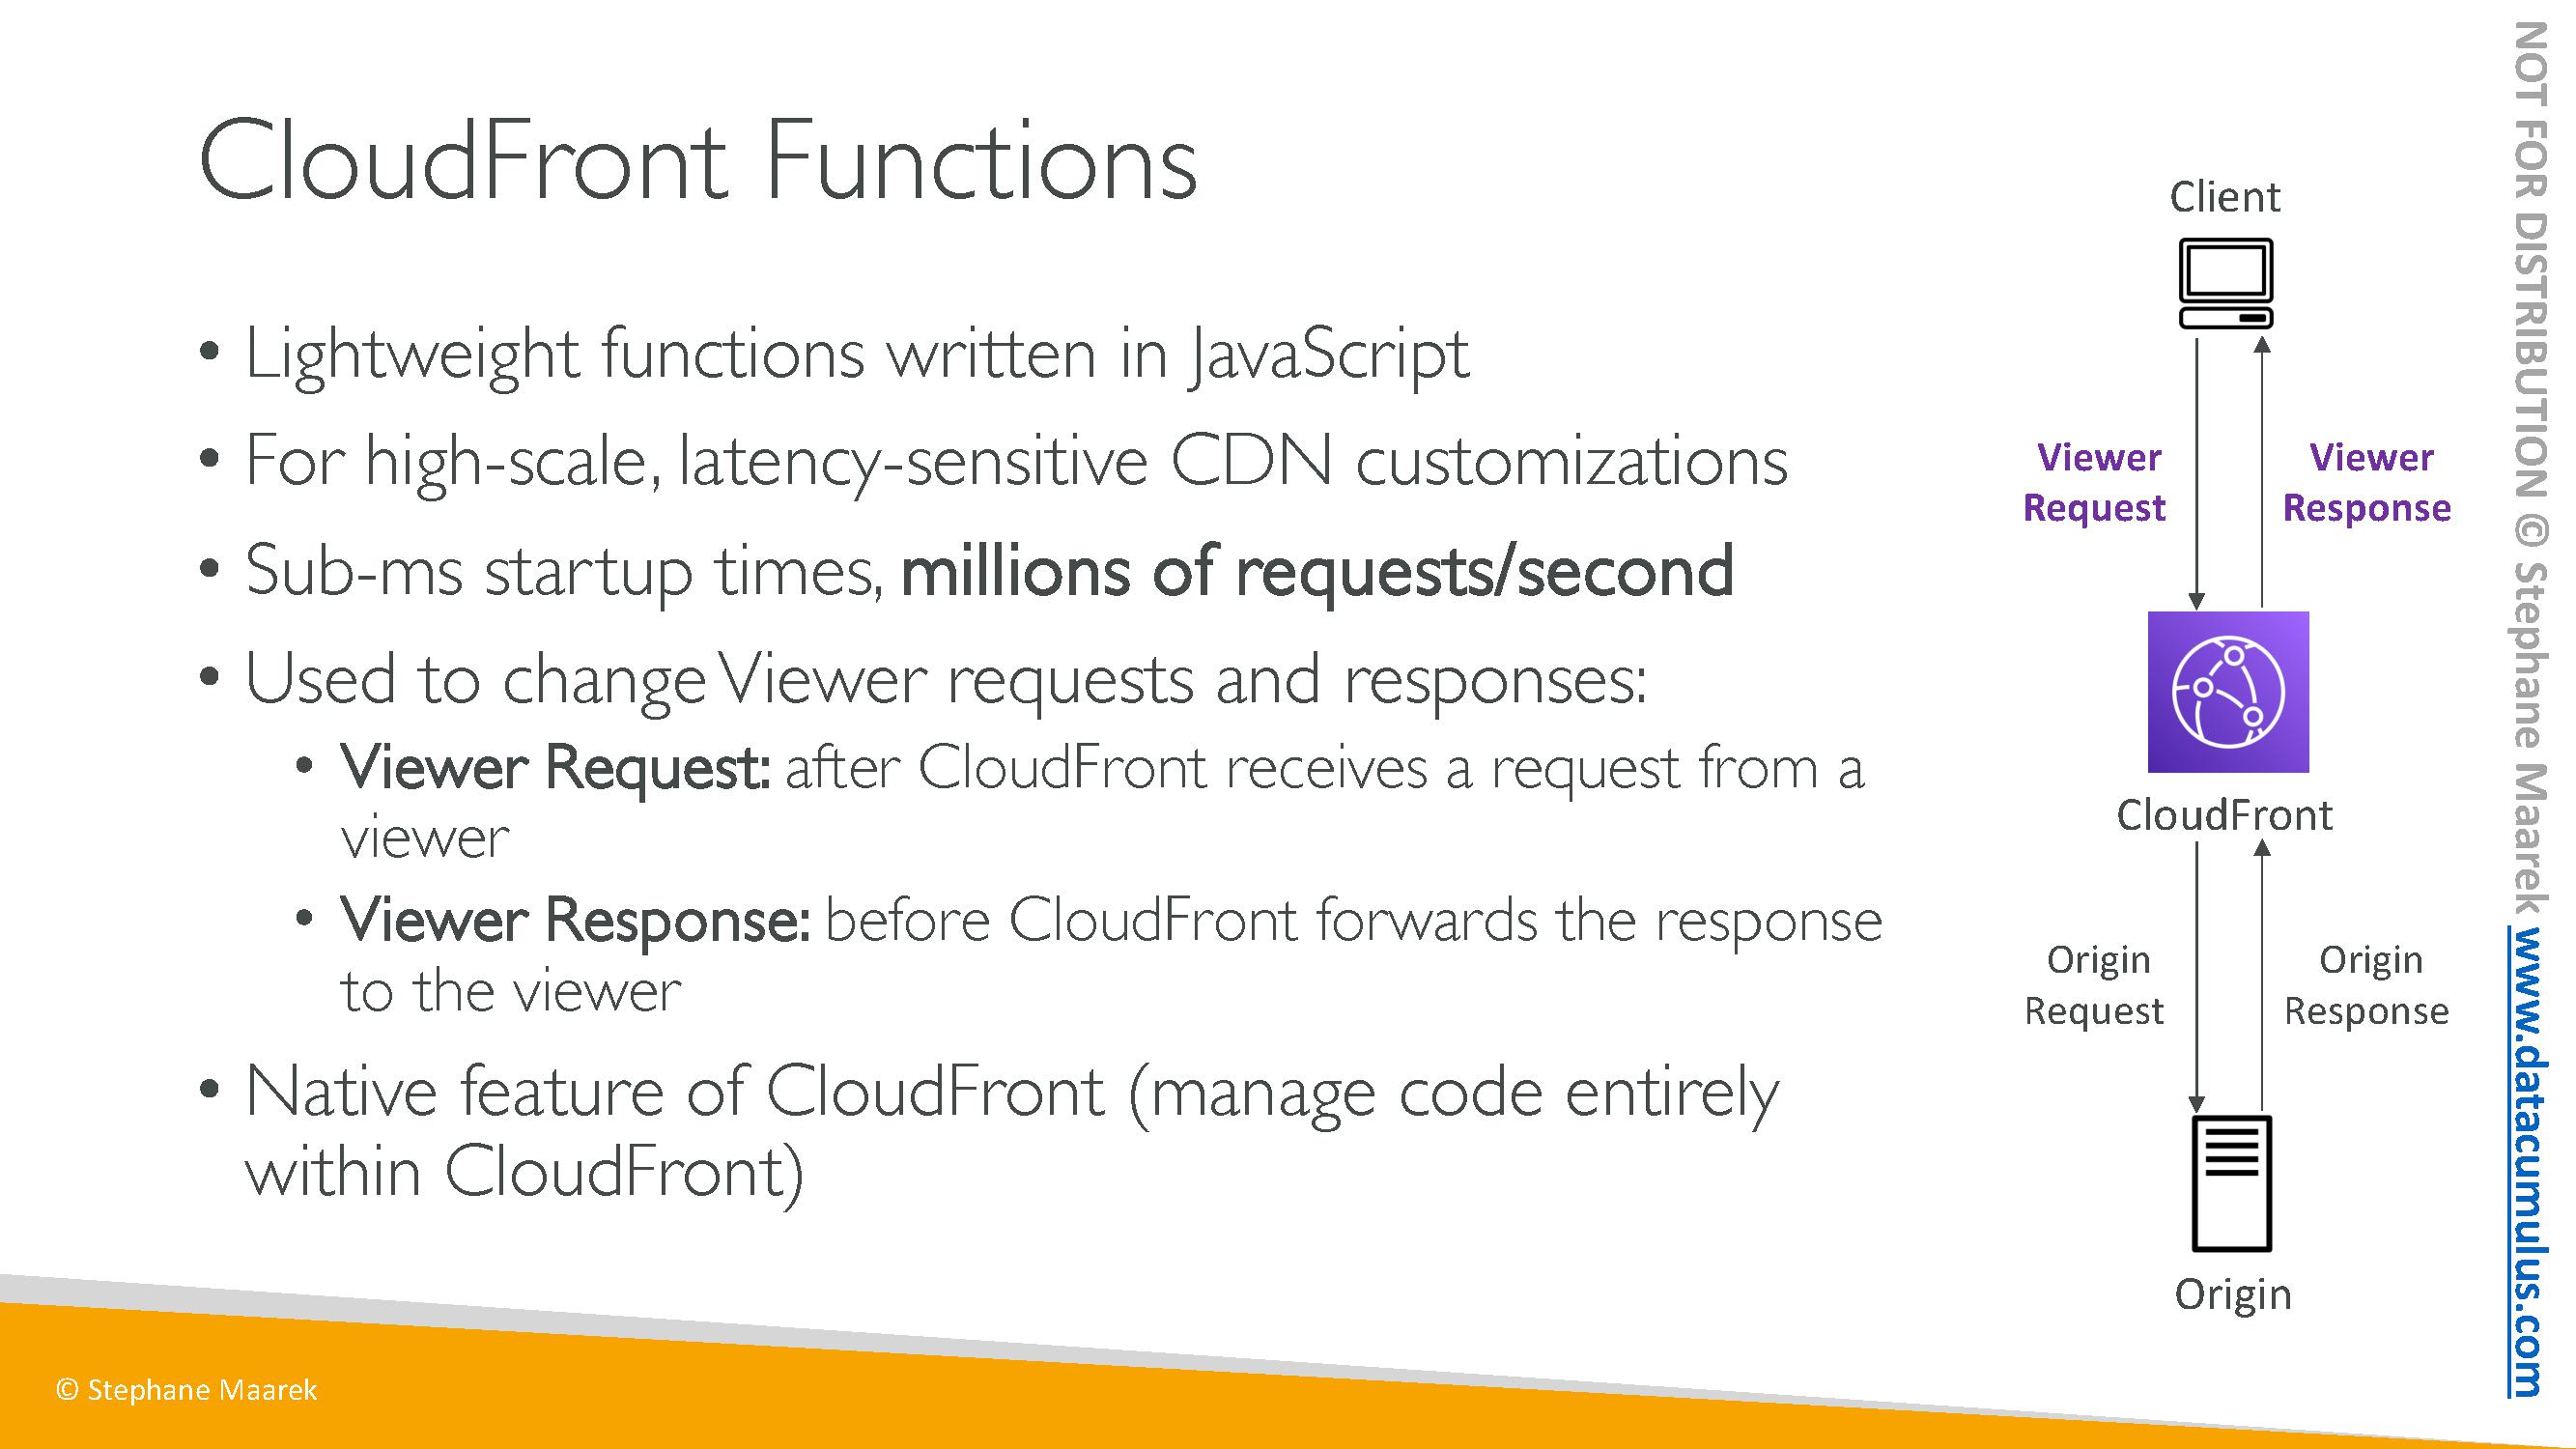 CloudFront Functions
• Lightweight functions written in JavaScript
• For high-scale, latency-sensitive CDN customizations
• Sub-ms startup times, millions of requests/second
• Used to change Viewer requests and responses:
• Viewer Request: after CloudFront receives a request from a
viewer
• Viewer Response: before CloudFront forwards the response
to the viewer
• Native feature of CloudFront (manage code entirely
within CloudFront)
Client
Viewer
Request
Viewer
Response
CloudFront
Origin
Request
Origin
Response
Origin
© Stephane Maarek
NOT FOR DISTRIBUTION © Stephane Maarek www.datacumulus.com